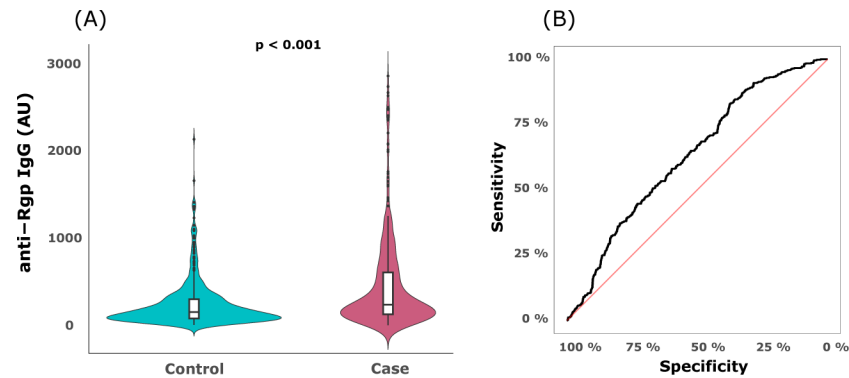 (A)
p < 0.001
anti−Rgp IgG (AU)
3000
2000
1000
0
Control Case
(B)
Sensitivity
100 %
75 %
50 %
25 %
0 %
100 % 75 % 50 % 25 % 0 %
Specificity